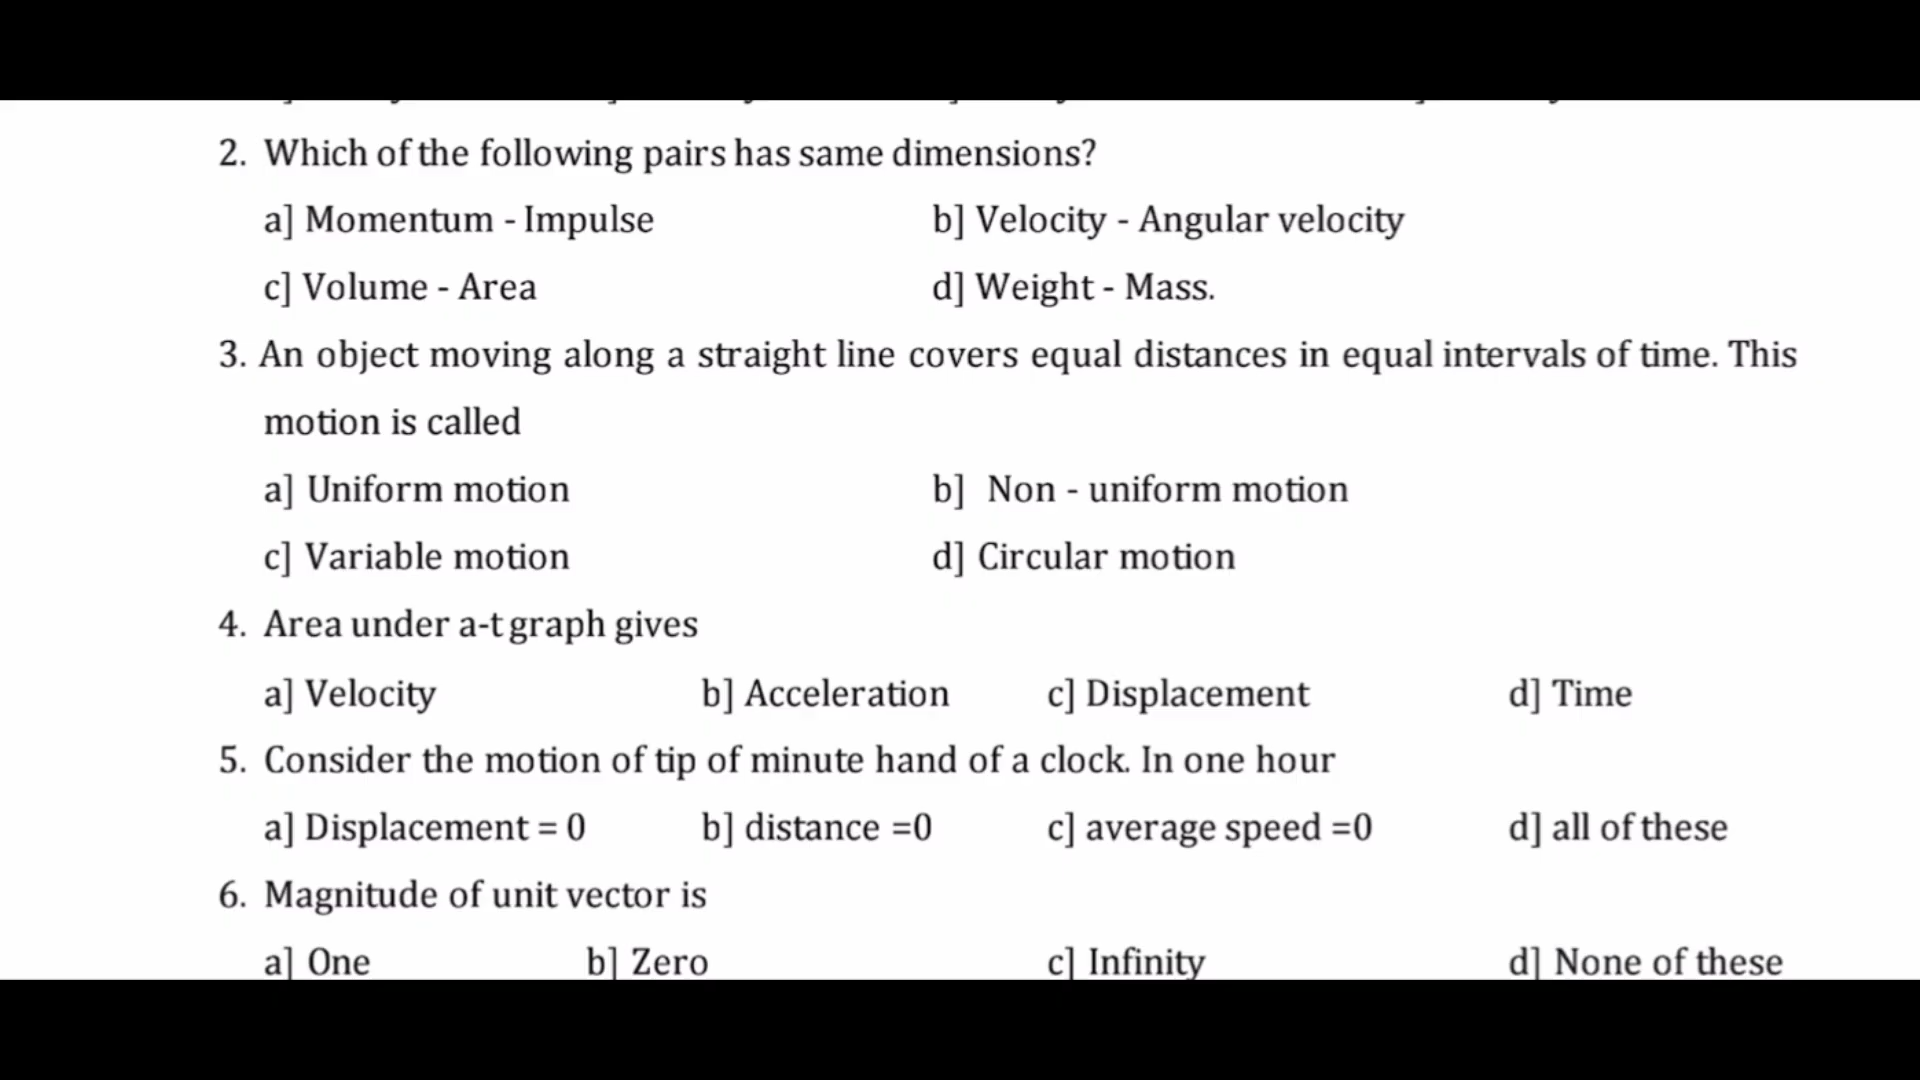 2. Which of the following pairs has same dimensions?
a] Momentum - Impulse b] Velocity - Angular velocity
c] Volume - Area d] Weight - Mass.
3. An object moving along a straight line covers equal distances in equal intervals of time. This
motion is called
a] Uniform motion b] Non - uniform motion
c] Variable motion d] Circular motion
4. Area under a-t graph gives
a] Velocity b] Acceleration c] Displacement d] Time
5. Consider the motion of tip of minute hand of a clock. In one hour
a] Displacement = 0 b] distance =0 c] average speed =0 d] all of these
6. Magnitude of unit vector is
a] One b] Zero c] Infinity d] None of these